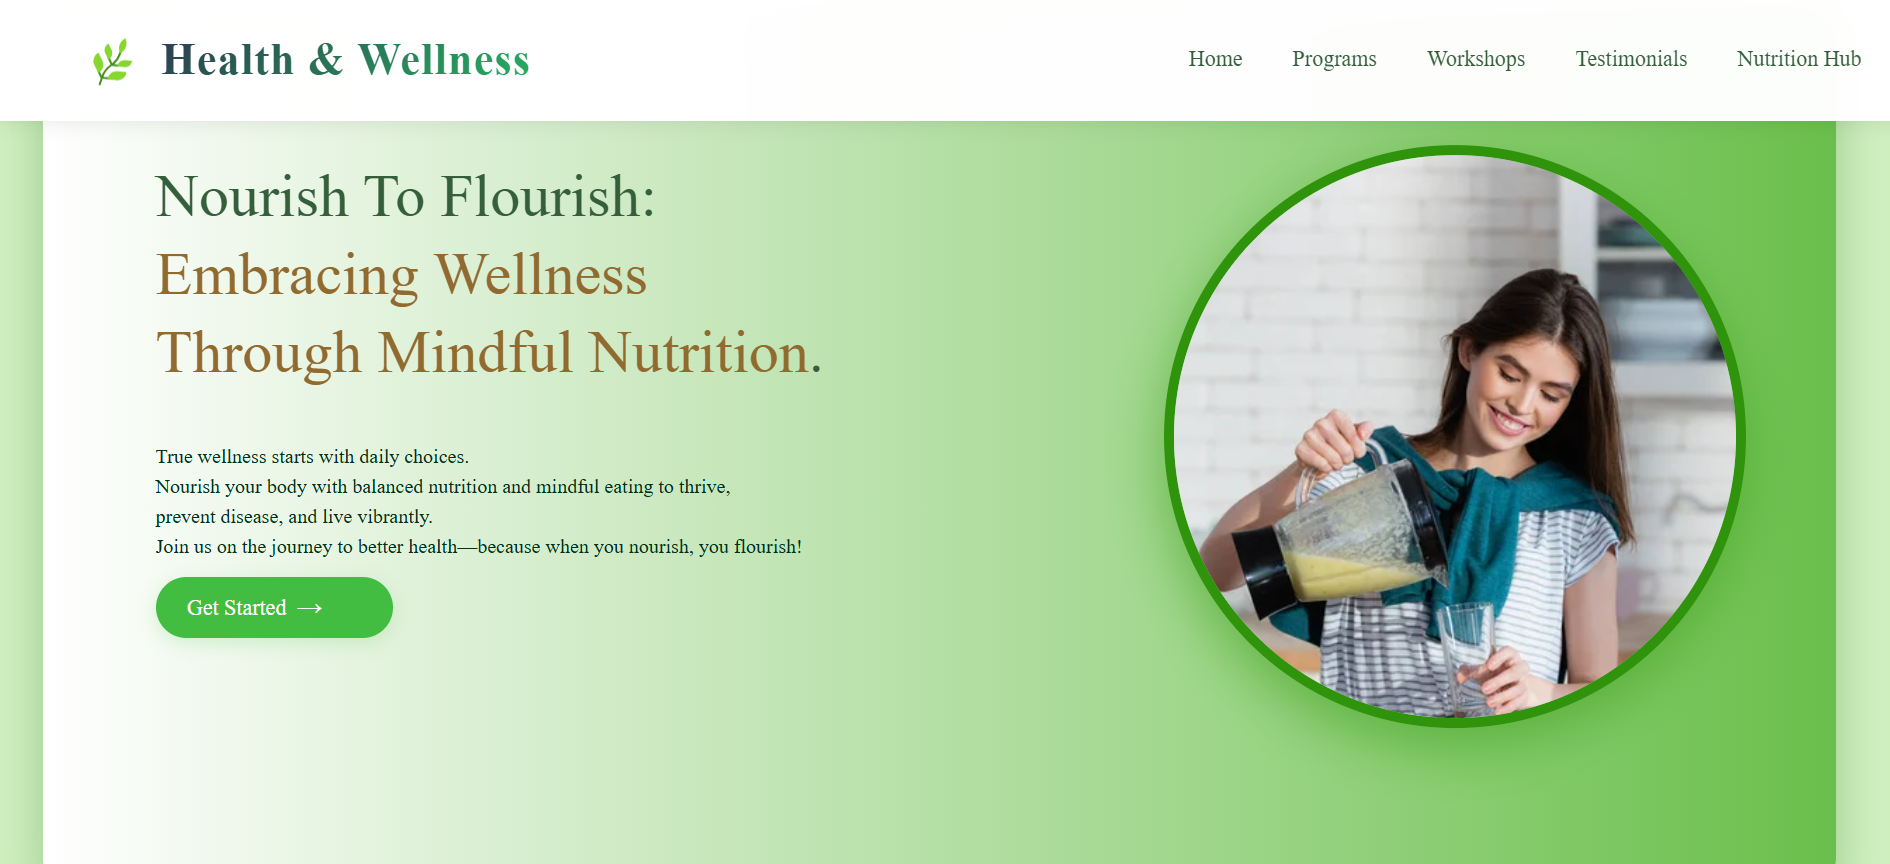 Health & Wellness
Home Programs Workshops Testimonials Nutrition Hub
Nourish To Flourish:
Embracing Wellness
Through Mindful Nutrition.
True wellness starts with daily choices.
Nourish your body with balanced nutrition and mindful eating to thrive,
prevent disease, and live vibrantly.
Join us on the journey to better health—because when you nourish, you flourish!
Get Started →